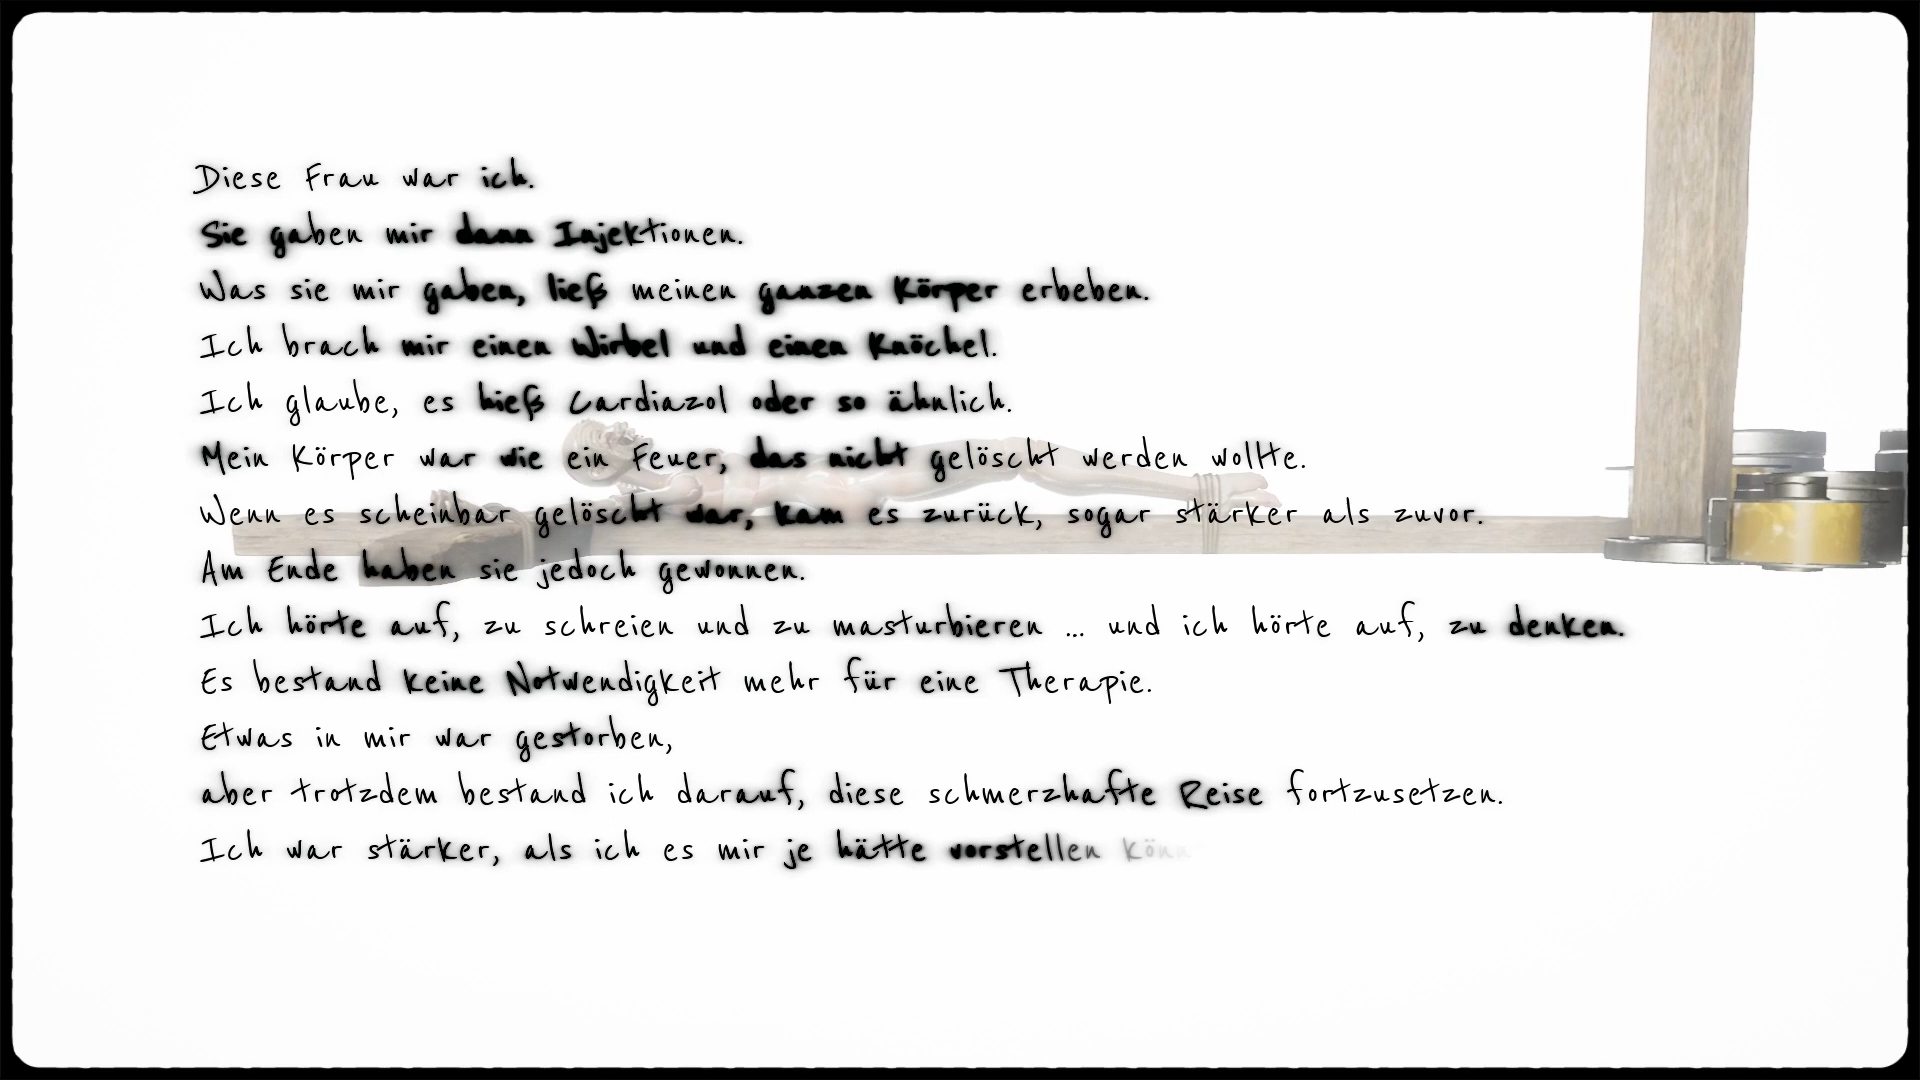 Diese Frau war ich.
Sie gaben mir dann Injektionen.
Was sie mir gaben, ließ meinen ganzen Körper erbeben.
Ich brach mir einen Wirbel und einen Knöchel.
Ich glaube, es hieß Cardiazol oder so ähnlich.
Mein Körper war wie ein Feuer, das nicht gelöscht werden wollte.
Wenn es scheinbar gelöscht war, kam es zurück, sogar stärker als zuvor.
Am Ende haben sie jedoch gewonnen.
Ich hörte auf, zu schreien und zu masturbieren ... und ich hörte auf, zu denken.
Es bestand keine Notwendigkeit mehr für eine Therapie.
Etwas in mir war gestorben,
aber trotzdem bestand ich darauf, diese schmerzhafte Reise fortzusetzen.
Ich war stärker, als ich es mir je hätte vorstellen